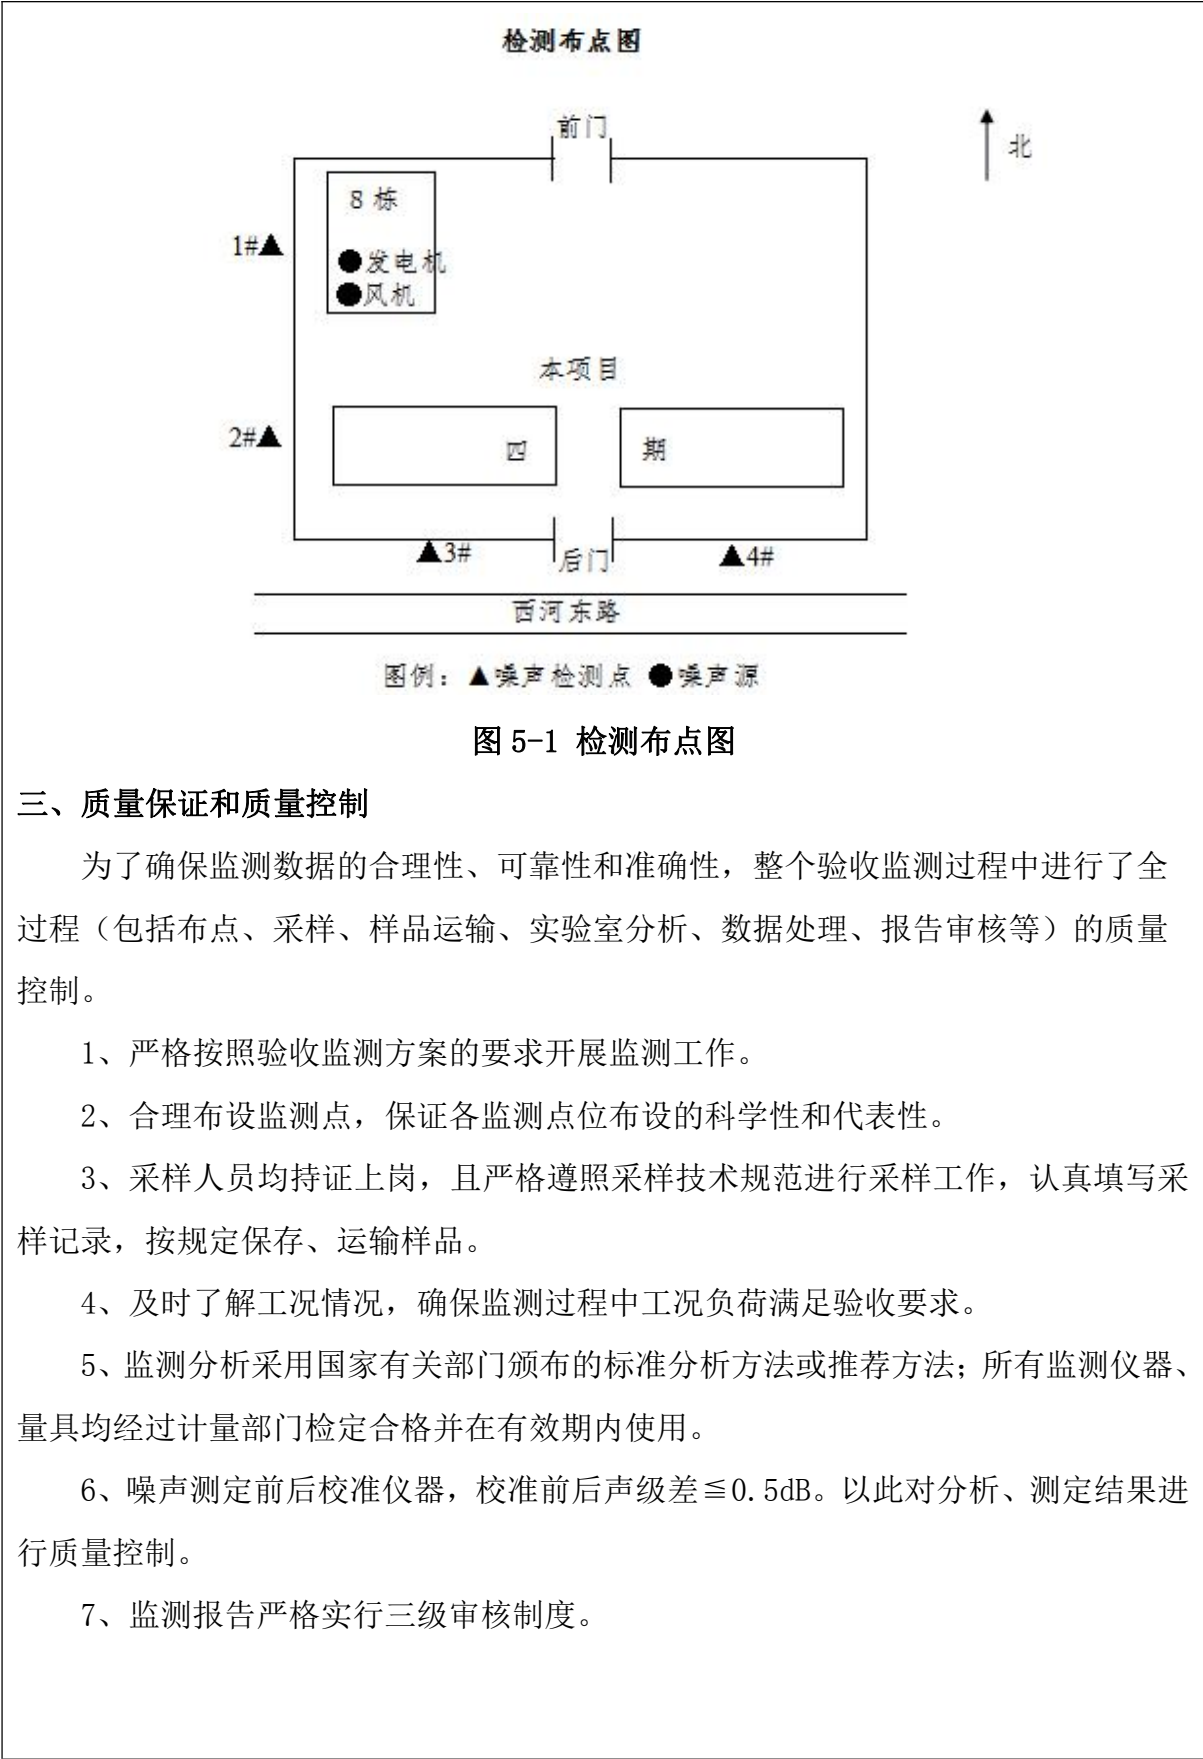 检测布点图
前门
北
8 栋
1#▲
●发电机
●风机
本项目
2#▲
四 期
▲3#
后门
▲4#
西河东路
图例：▲噪声检测点 ●噪声源
图 5-1 检测布点图
三、质量保证和质量控制
为了确保监测数据的合理性、可靠性和准确性，整个验收监测过程中进行了全
过程（包括布点、采样、样品运输、实验室分析、数据处理、报告审核等）的质量
控制。
1、严格按照验收监测方案的要求开展监测工作。
2、合理布设监测点，保证各监测点位布设的科学性和代表性。
3、采样人员均持证上岗，且严格遵照采样技术规范进行采样工作，认真填写采
样记录，按规定保存、运输样品。
4、及时了解工况情况，确保监测过程中工况负荷满足验收要求。
5、监测分析采用国家有关部门颁布的标准分析方法或推荐方法；所有监测仪器、
量具均经过计量部门检定合格并在有效期内使用。
6、噪声测定前后校准仪器，校准前后声级差≦0.5dB。以此对分析、测定结果进
行质量控制。
7、监测报告严格实行三级审核制度。